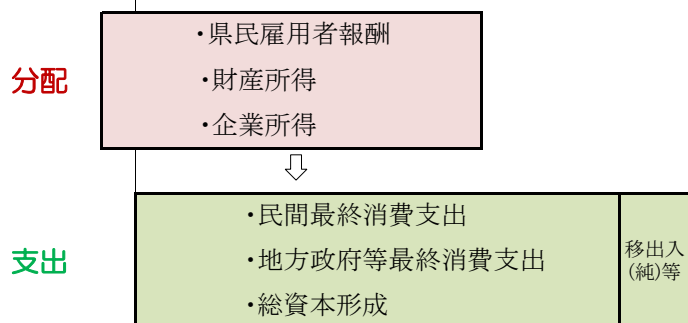 分配
・県民雇用者報酬
・財産所得
・企業所得
支出
・民間最終消費支出
・地方政府等最終消費支出
・総資本形成
移出入
(純)等